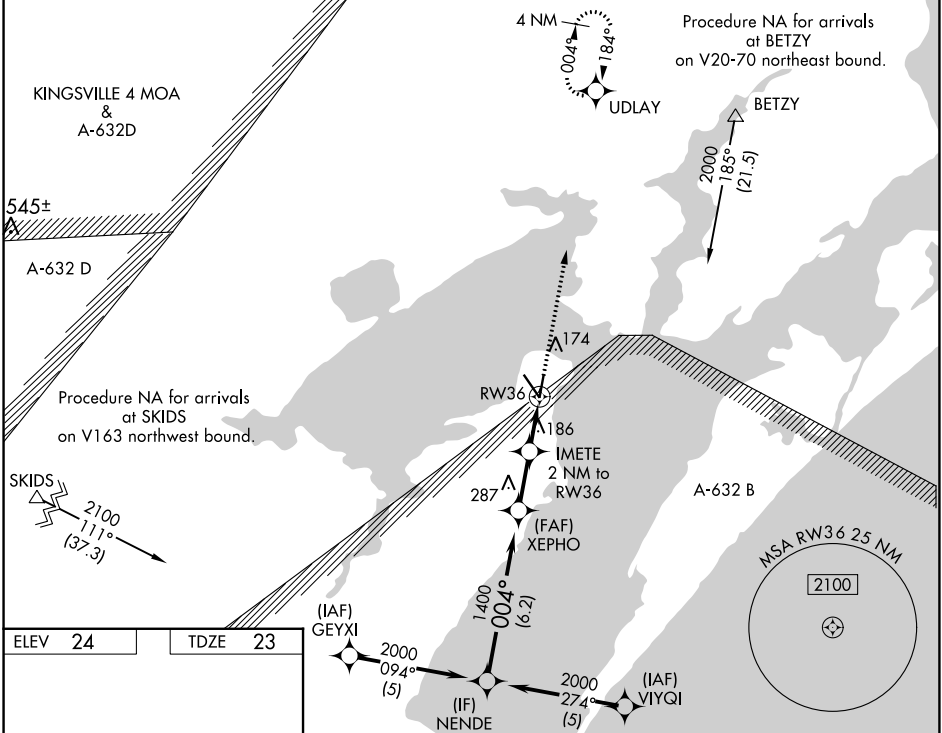 4 NM
004°
184°
UDLAY
Procedure NA for arrivals
at BETZY
on V20-70 northeast bound.
KINGSVILLE 4 MOA
&
A-632D
BETZY
2000
185°
(21.5)
545±
A-632 D
174
RW36
Procedure NA for arrivals
at SKIDS
on V163 northwest bound.
186
IMETE
2 NM to
RW36
SKIDS
2100
111°
(37.3)
287
(FAF)
XEPHO
A-632 B
MSA RW36 25 NM
2100
1400
004°
(6.2)
(IAF)
GEYXI
2000
094°
(5)
(IF)
NENDE
2000
274°
(5)
(IAF)
VIYQI
ELEV 24
TDZE 23